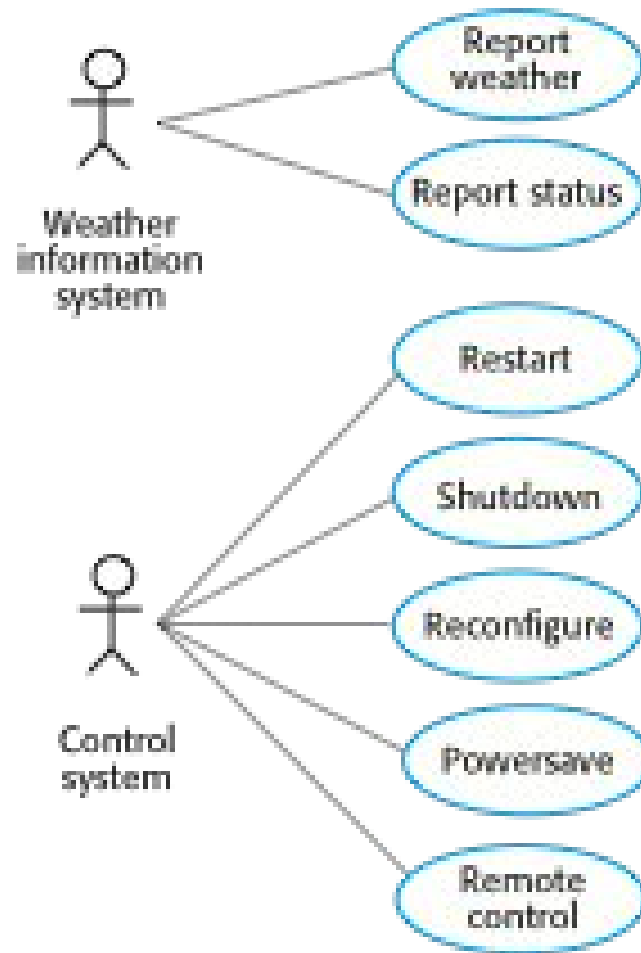 Report
weather
Report status
Weather
information
system
Restart
Shutdown
Reconfigure
Control
system
Powersave
Remote
control